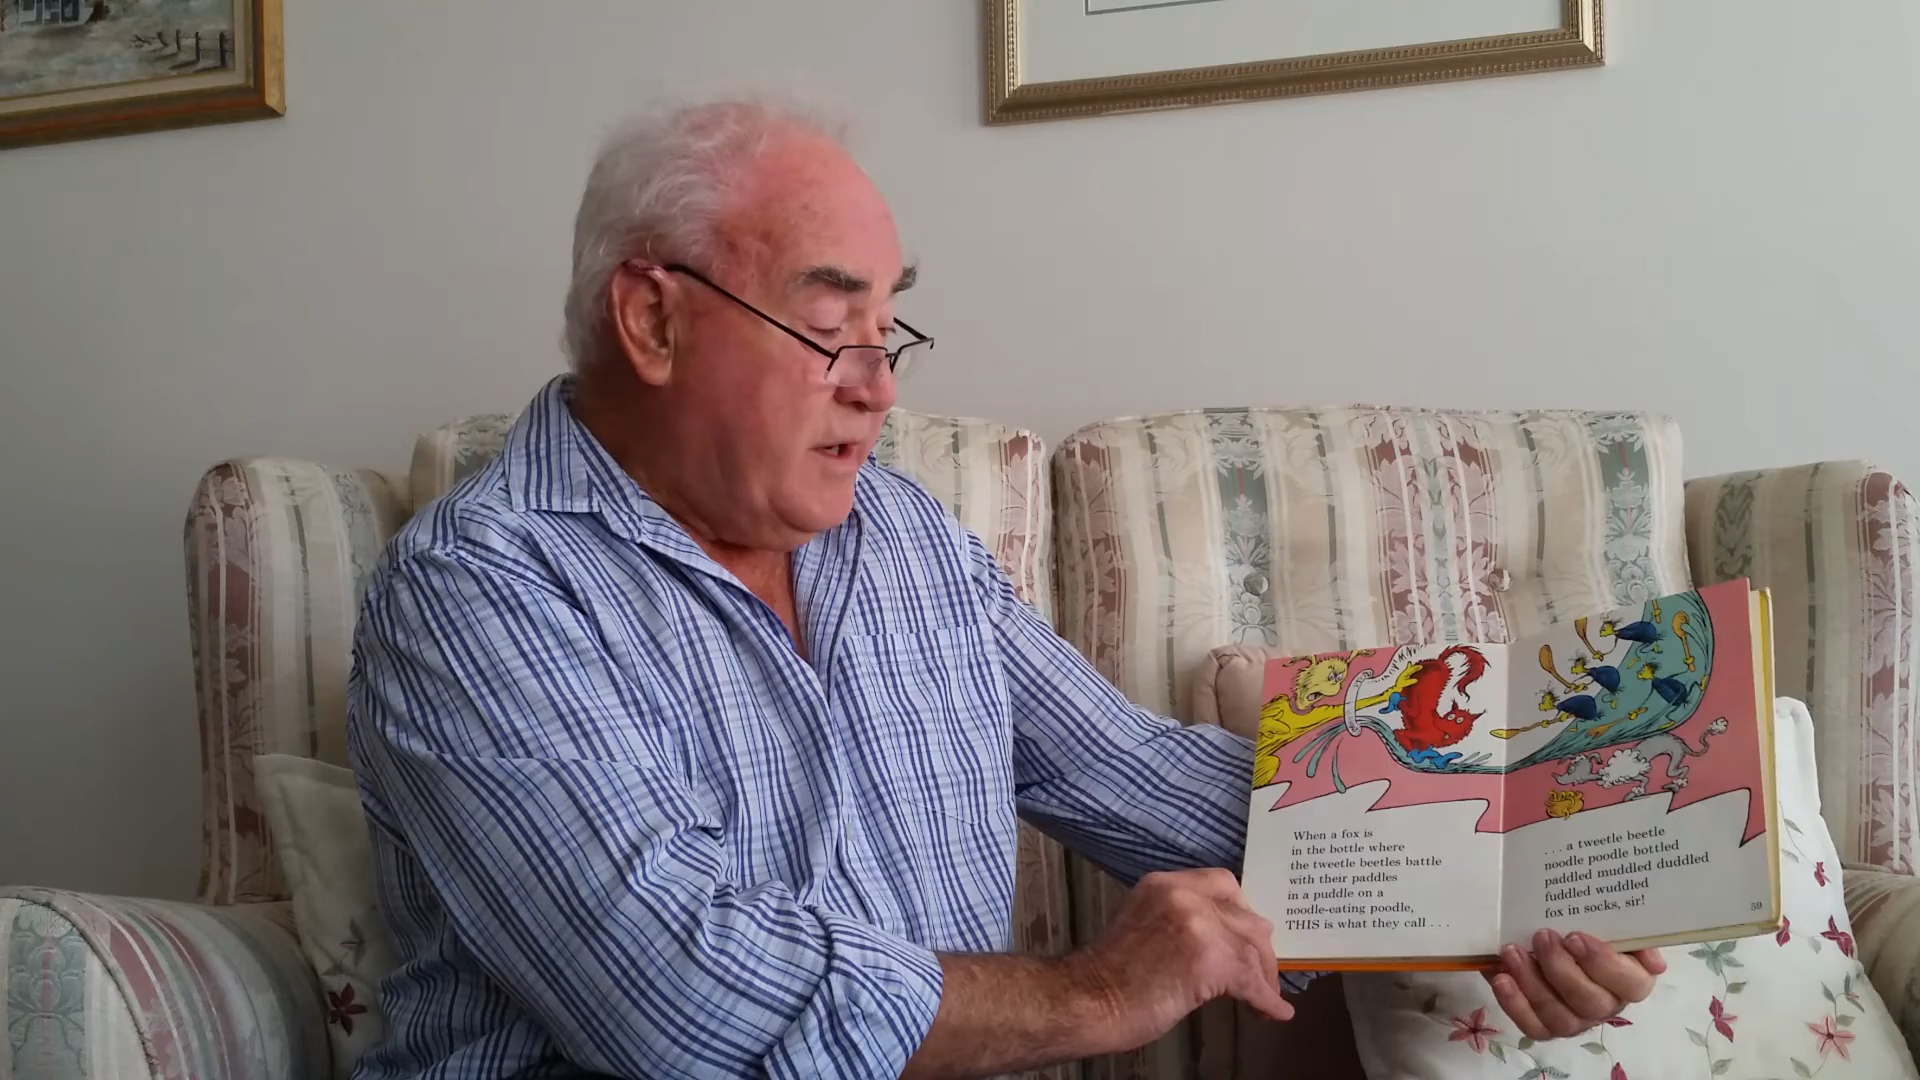 When a fox is
in the bottle where
the tweetle beetles battle
with their paddles
in a puddle on a
noodle-eating poodle,
THIS is what they call . . .
. . . a tweetle beetle
noodle poodle bottled
paddled muddled duddled
fuddled wuddled
fox in socks, sir!
59